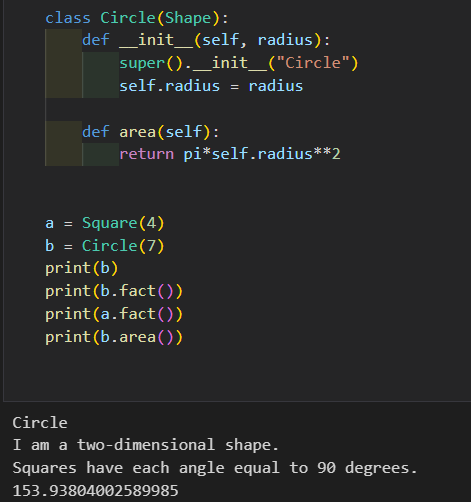 class Circle(Shape):
    def __init__(self, radius):
        super().__init__("Circle")
        self.radius = radius

    def area(self):
        return pi*self.radius**2

a = Square(4)
b = Circle(7)
print(b)
print(b.fact())
print(a.fact())
print(b.area())
Circle
I am a two-dimensional shape.
Squares have each angle equal to 90 degrees.
153.93804002589985